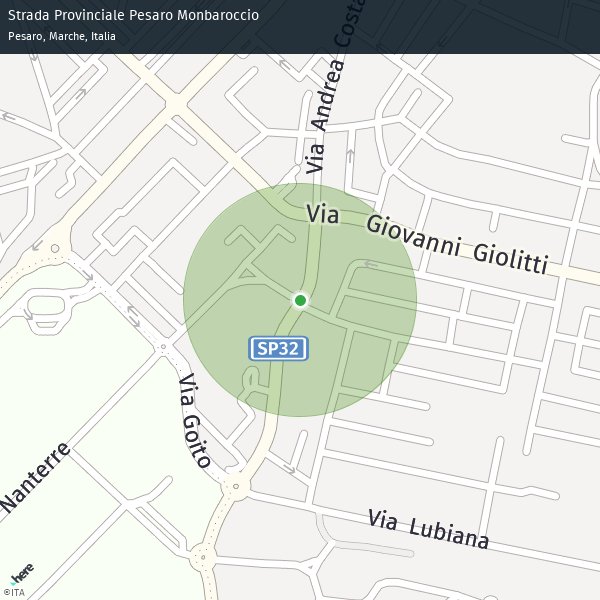 Strada Provinciale Pesaro Monbaroccio
Pesaro, Marche, Italia
Via Andrea Costa
Via Giovanni Giolitti
SP32
Via Goito
Nanterre
Via Lubiana
here
©ITA